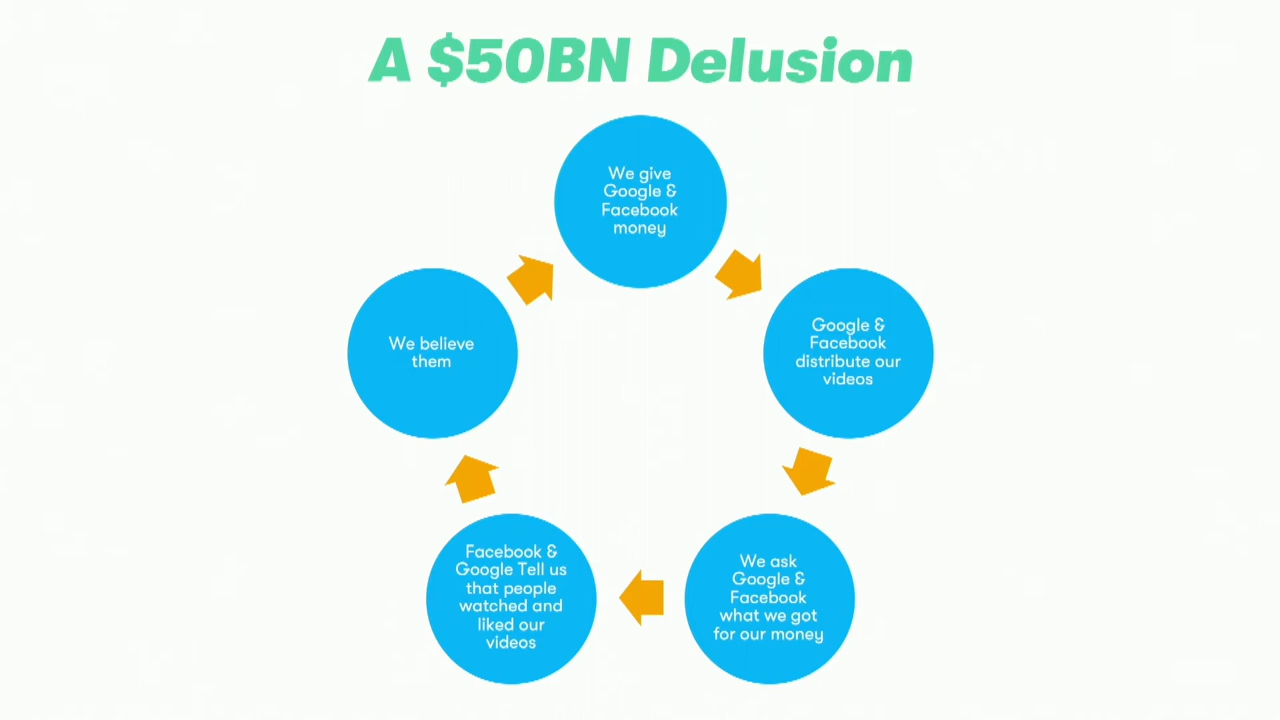 A $50BN Delusion
We give
Google &
Facebook
money
Google &
Facebook
distribute our
videos
We ask
Google &
Facebook
what we got
for our money
Facebook &
Google Tell us
that people
watched and
liked our
videos
We believe
them